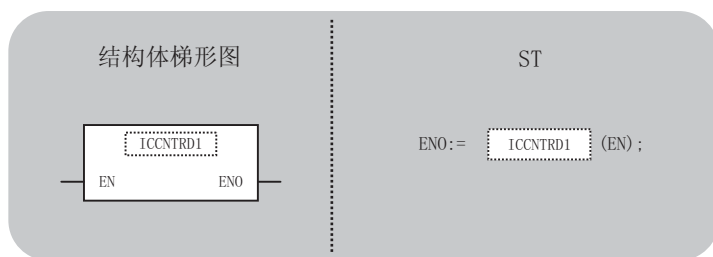 结构体梯形图
ICCNTRD1
EN ENO
ST
ENO:= ICCNTRD1 (EN);